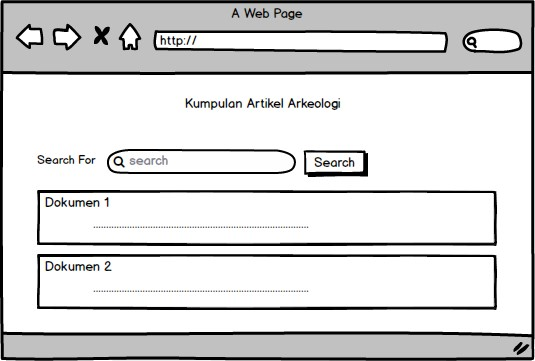 A Web Page
http://
Kumpulan Artikel Arkeologi
Search For search Search
Dokumen 1
Dokumen 2